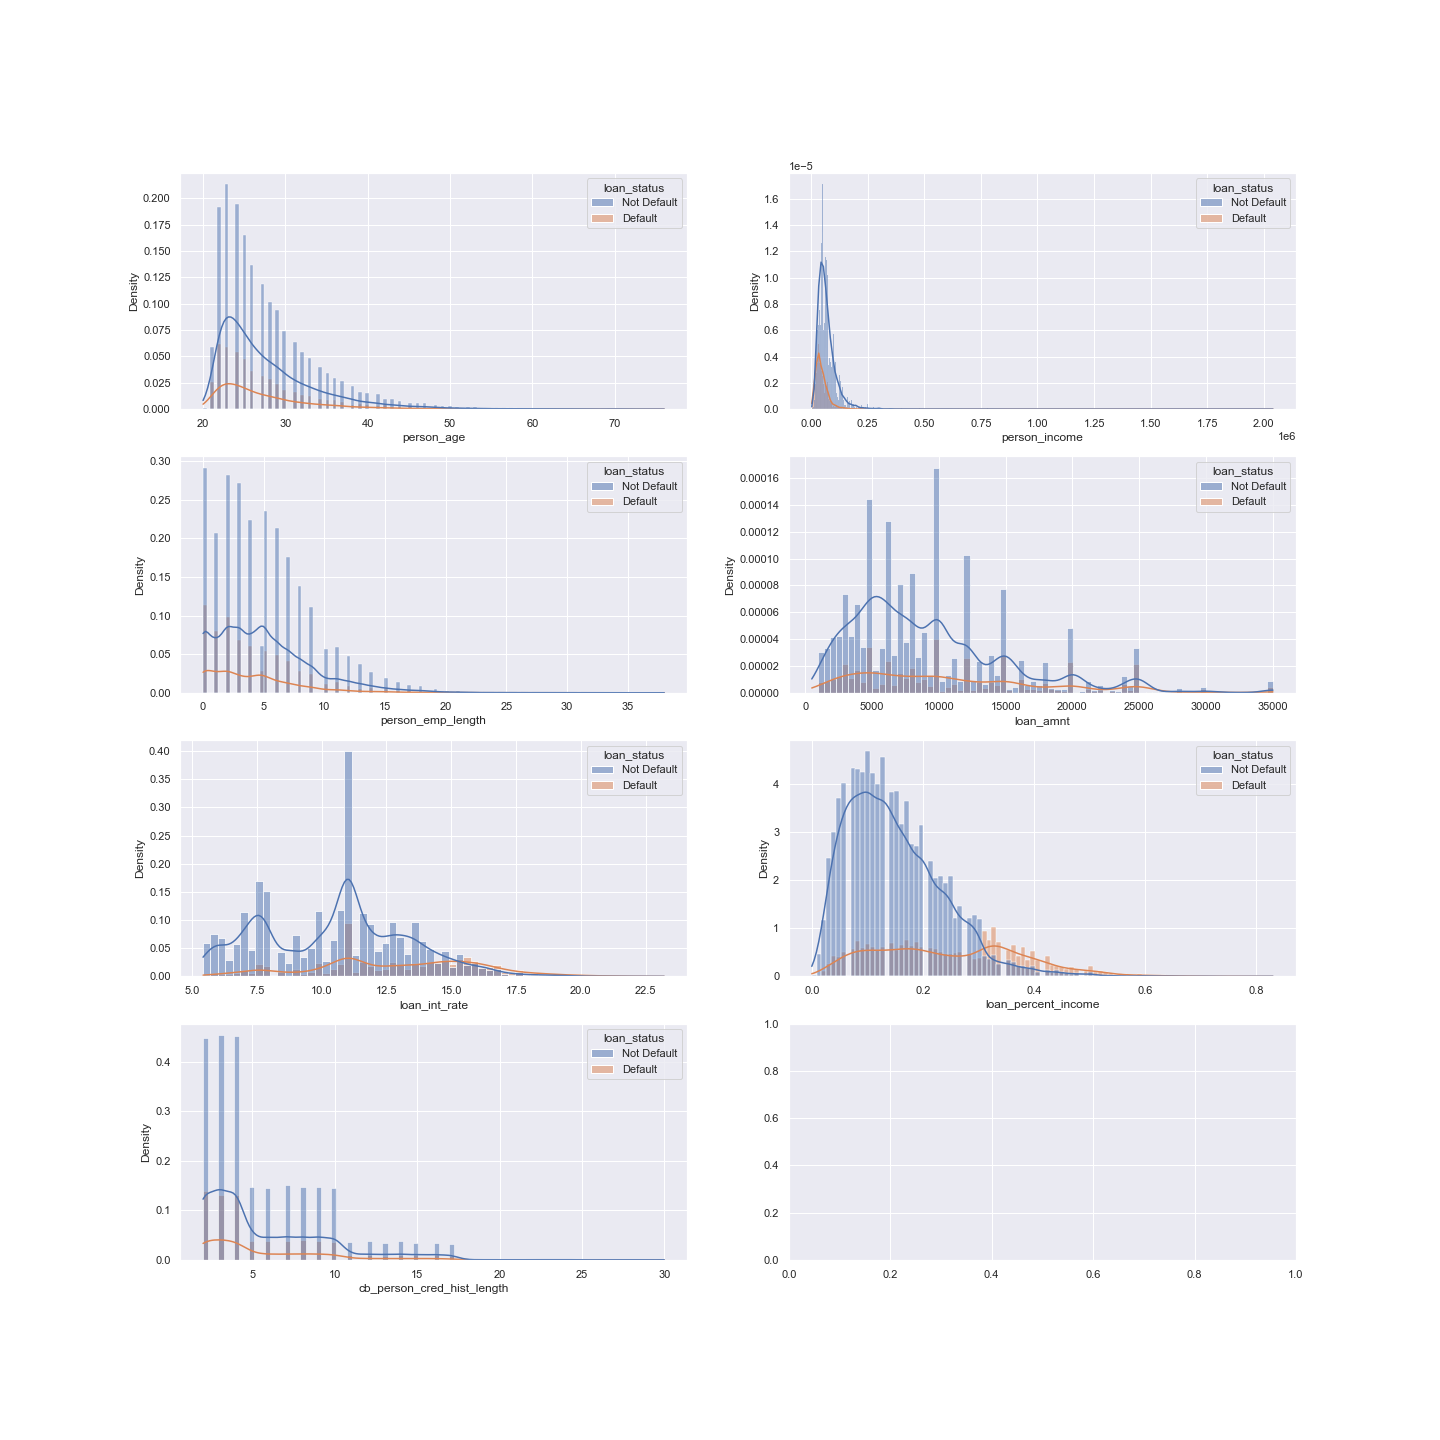 loan_status
Not Default
Default
0.200
0.175
0.150
0.125
0.100
0.075
0.050
0.025
0.000
Density
20 30 40 50 60 70
person_age
1e−5
loan_status
Not Default
Default
1.6
1.4
1.2
1.0
0.8
0.6
0.4
0.2
0.0
Density
0.00 0.25 0.50 0.75 1.00 1.25 1.50 1.75 2.00
1e6
person_income
loan_status
Not Default
Default
0.30
0.25
0.20
0.15
0.10
0.05
0.00
Density
0 5 10 15 20 25 30 35
person_emp_length
loan_status
Not Default
Default
0.00016
0.00014
0.00012
0.00010
0.00008
0.00006
0.00004
0.00002
0.00000
Density
0 5000 10000 15000 20000 25000 30000 35000
loan_amnt
loan_status
Not Default
Default
0.40
0.35
0.30
0.25
0.20
0.15
0.10
0.05
0.00
Density
5.0 7.5 10.0 12.5 15.0 17.5 20.0 22.5
loan_int_rate
loan_status
Not Default
Default
4
3
2
1
0
Density
0.0 0.2 0.4 0.6 0.8
loan_percent_income
loan_status
Not Default
Default
0.4
0.3
0.2
0.1
0.0
Density
5 10 15 20 25 30
cb_person_cred_hist_length
1.0
0.8
0.6
0.4
0.2
0.0
0.0 0.2 0.4 0.6 0.8 1.0